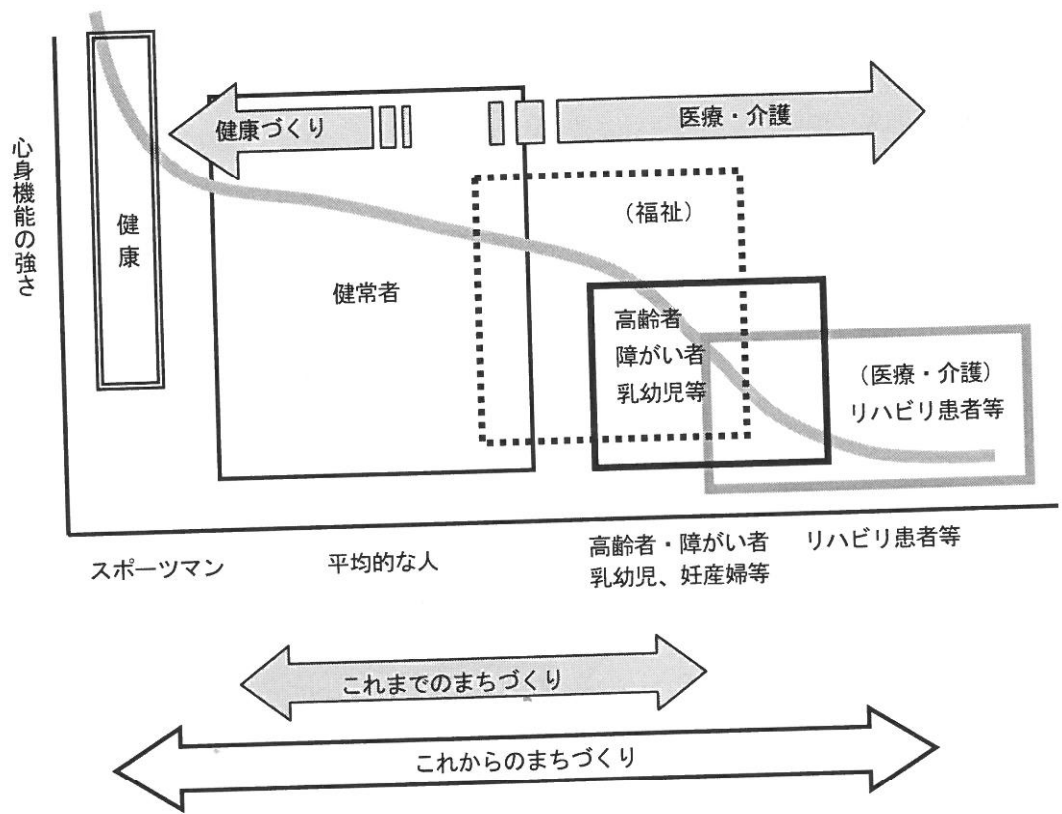 心身機能の強さ
健康
健康づくり
医療・介護
(福祉)
健常者
高齢者
障がい者
乳幼児等
(医療・介護)
リハビリ患者等
スポーツマン
平均的な人
高齢者・障がい者
乳幼児、妊産婦等
リハビリ患者等
これまでのまちづくり
これからのまちづくり